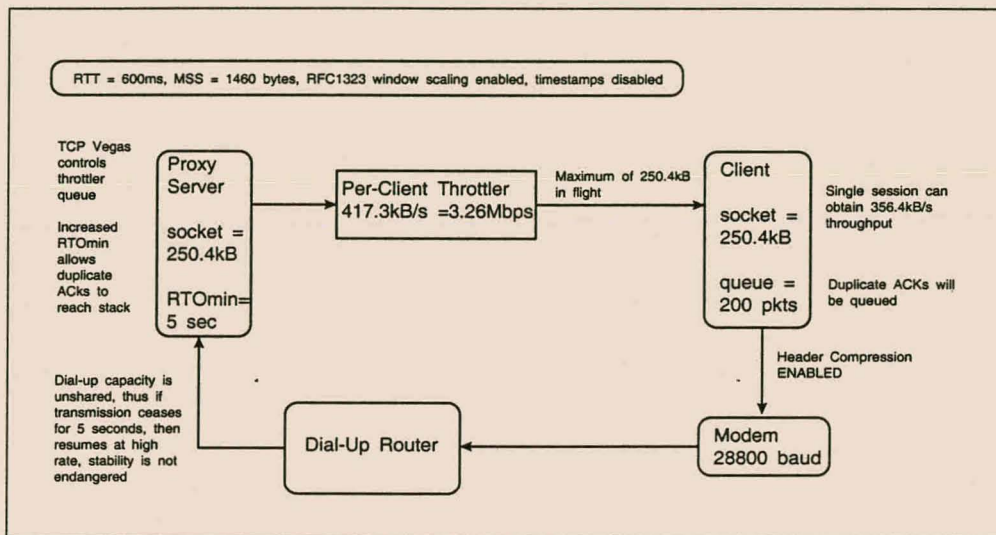 RTT = 600ms, MSS = 1460 bytes, RFC1323 window scaling enabled, timestamps disabled
TCP Vegas
controls
throttler
queue
Increased
RTOmin
allows
duplicate
ACKs to
reach stack
Proxy
Server
socket =
250.4kB
RTOmin=
5 sec
Per-Client Throttler
417.3kB/s =3.26Mbps
Maximum of 250.4kB
in flight
Client
socket =
250.4kB
queue =
200 pkts
Single session can
obtain 356.4kB/s
throughput
Duplicate ACKs will
be queued
Header Compression
ENABLED
Dial-up capacity is
unshared, thus if
transmission ceases
for 5 seconds, then
resumes at high
rate, stability is not
endangered
Dial-Up Router
Modem
28800 baud